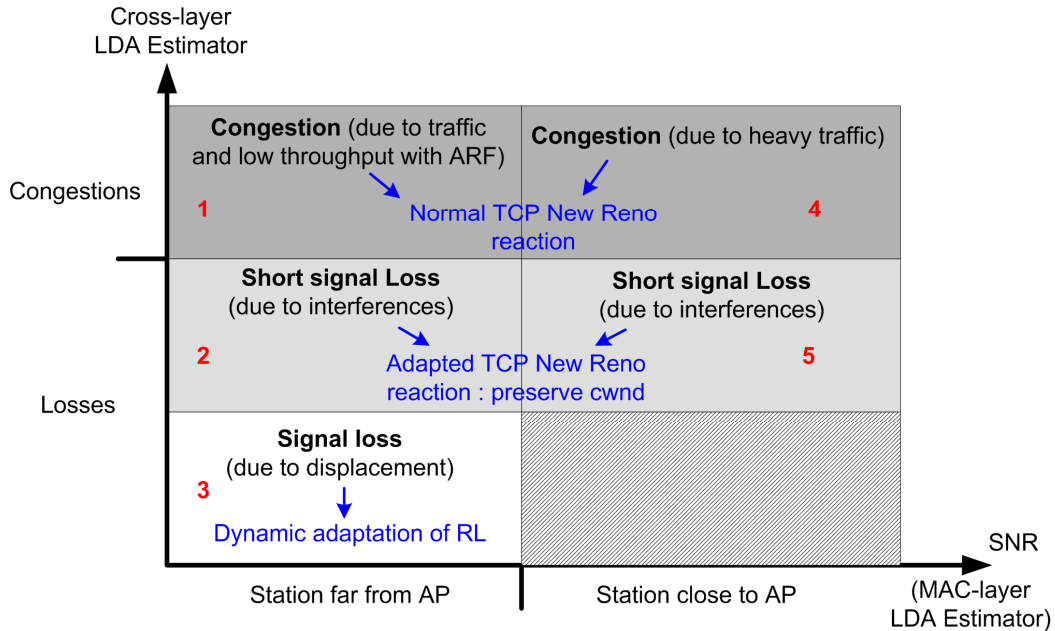 Cross-layer
LDA Estimator
Congestion (due to traffic
and low throughput with ARF)
Congestion (due to heavy traffic)
Congestions
1
Normal TCP New Reno
reaction
4
Short signal Loss
(due to interferences)
Short signal Loss
(due to interferences)
2
Adapted TCP New Reno
reaction : preserve cwnd
5
Losses
Signal loss
(due to displacement)
3
Dynamic adaptation of RL
SNR
(MAC-layer
LDA Estimator)
Station far from AP
Station close to AP